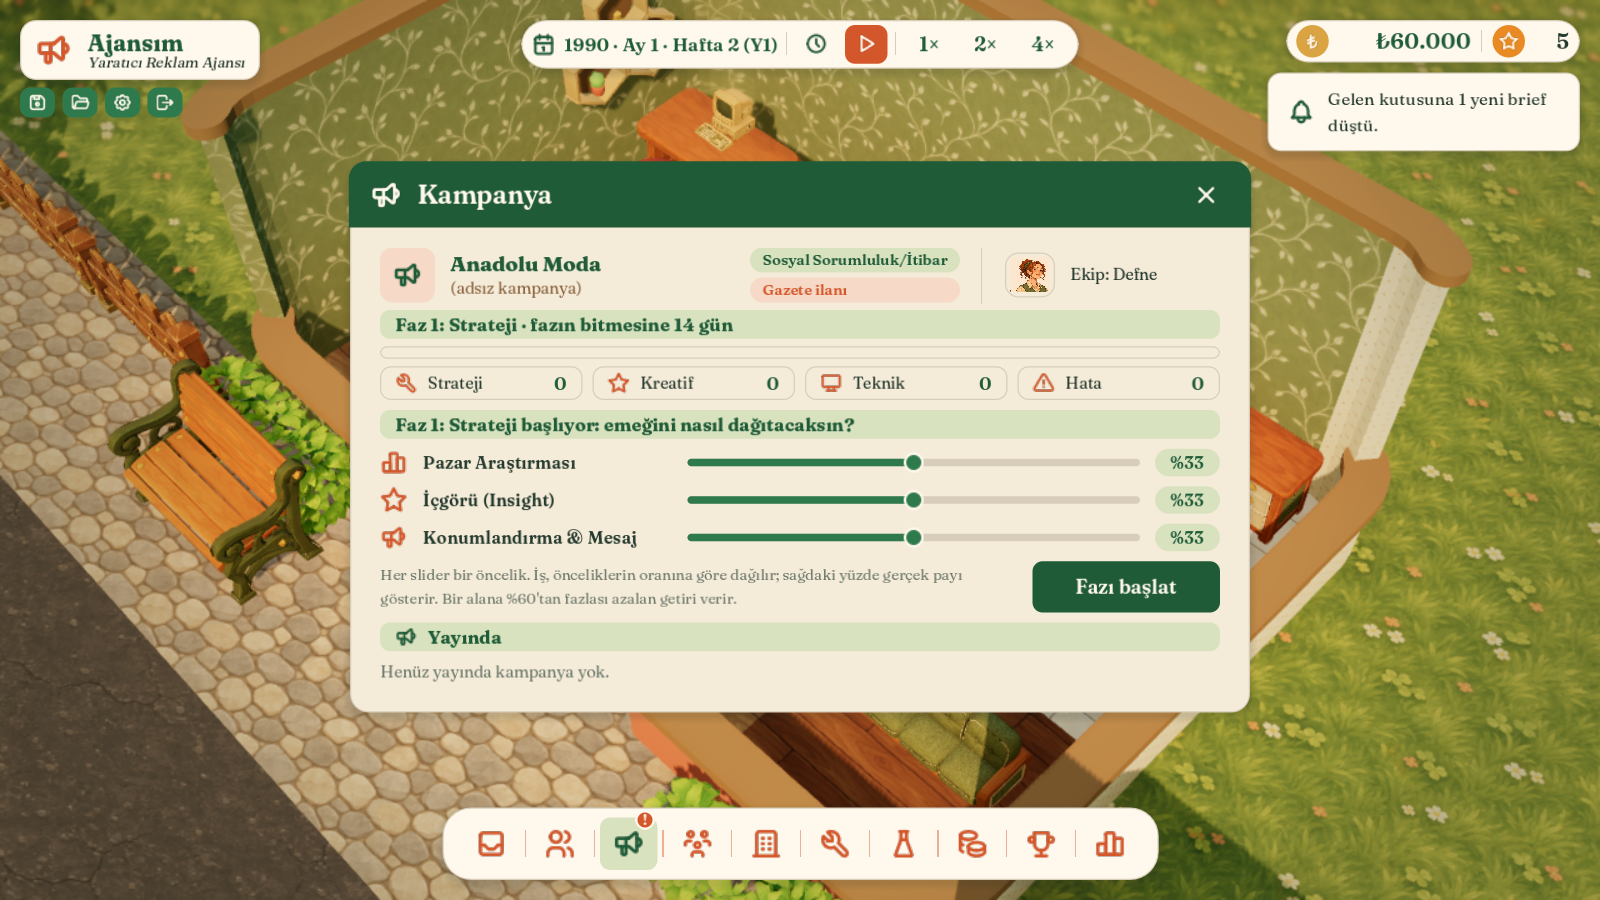 Ajansım
Yaratıcı Reklam Ajansı
1990 · Ay 1 · Hafta 2 (Y1)
1×
2×
4×
₺
₺60.000
5
Gelen kutusuna 1 yeni brief
düştü.
Kampanya
Anadolu Moda
(adsız kampanya)
Sosyal Sorumluluk/İtibar
Gazete ilanı
Ekip: Defne
Faz 1: Strateji · fazın bitmesine 14 gün
Strateji 0
Kreatif 0
Teknik 0
Hata 0
Faz 1: Strateji başlıyor: emeğini nasıl dağıtacaksın?
Pazar Araştırması %33
İçgörü (Insight) %33
Konumlandırma & Mesaj %33
Her slider bir öncelik. İş, önceliklerin oranına göre dağılır; sağdaki yüzde gerçek payı
gösterir. Bir alana %60'tan fazlası azalan getiri verir.
Fazı başlat
Yayında
Henüz yayında kampanya yok.
!